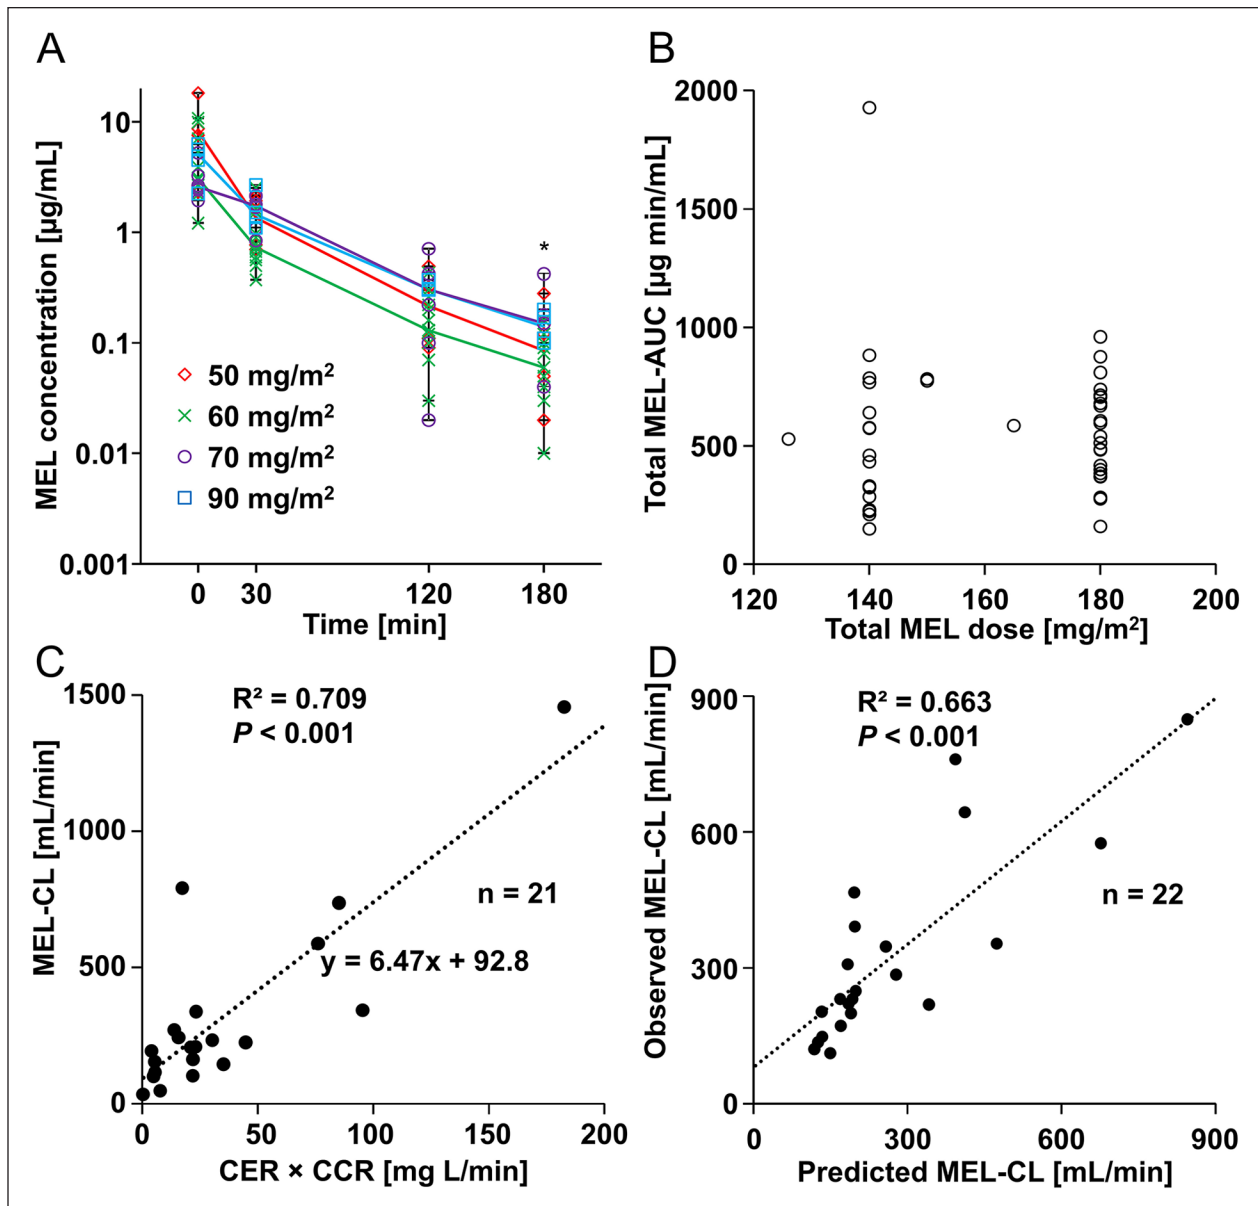 A
MEL concentration [µg/mL]
10
1
0.1
0.01
0.001
*
50 mg/m²
60 mg/m²
70 mg/m²
90 mg/m²
0 30 120 180
Time [min]
B
Total MEL-AUC [µg min/mL]
2000
1500
1000
500
0
120 140 160 180 200
Total MEL dose [mg/m²]
C
MEL-CL [mL/min]
1500
1000
500
0
R² = 0.709
P < 0.001
n = 21
y = 6.47x + 92.8
0 50 100 150 200
CER × CCR [mg L/min]
D
Observed MEL-CL [mL/min]
900
600
300
0
R² = 0.663
P < 0.001
n = 22
0 300 600 900
Predicted MEL-CL [mL/min]